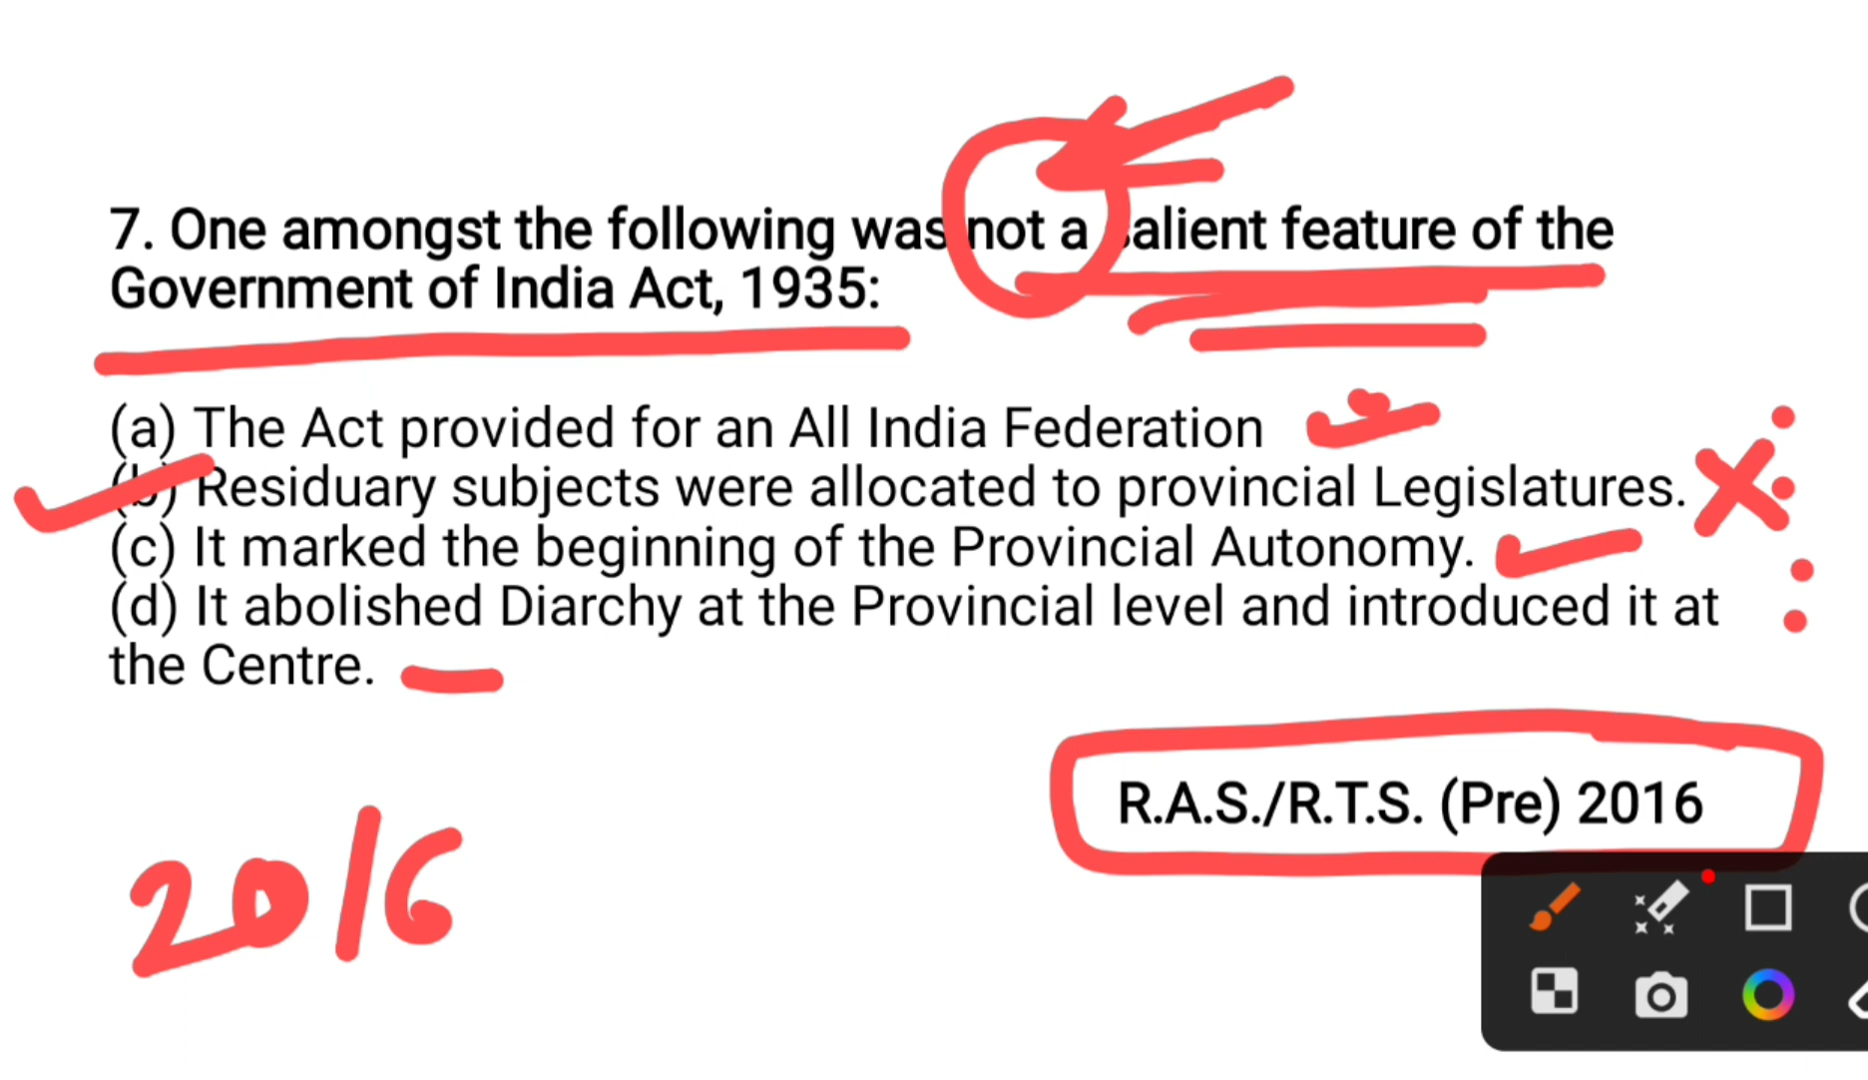 7. One amongst the following was not a salient feature of the
Government of India Act, 1935:
(a) The Act provided for an All India Federation
(b) Residuary subjects were allocated to provincial Legislatures.
(c) It marked the beginning of the Provincial Autonomy.
(d) It abolished Diarchy at the Provincial level and introduced it at
the Centre.
R.A.S./R.T.S. (Pre) 2016
2016